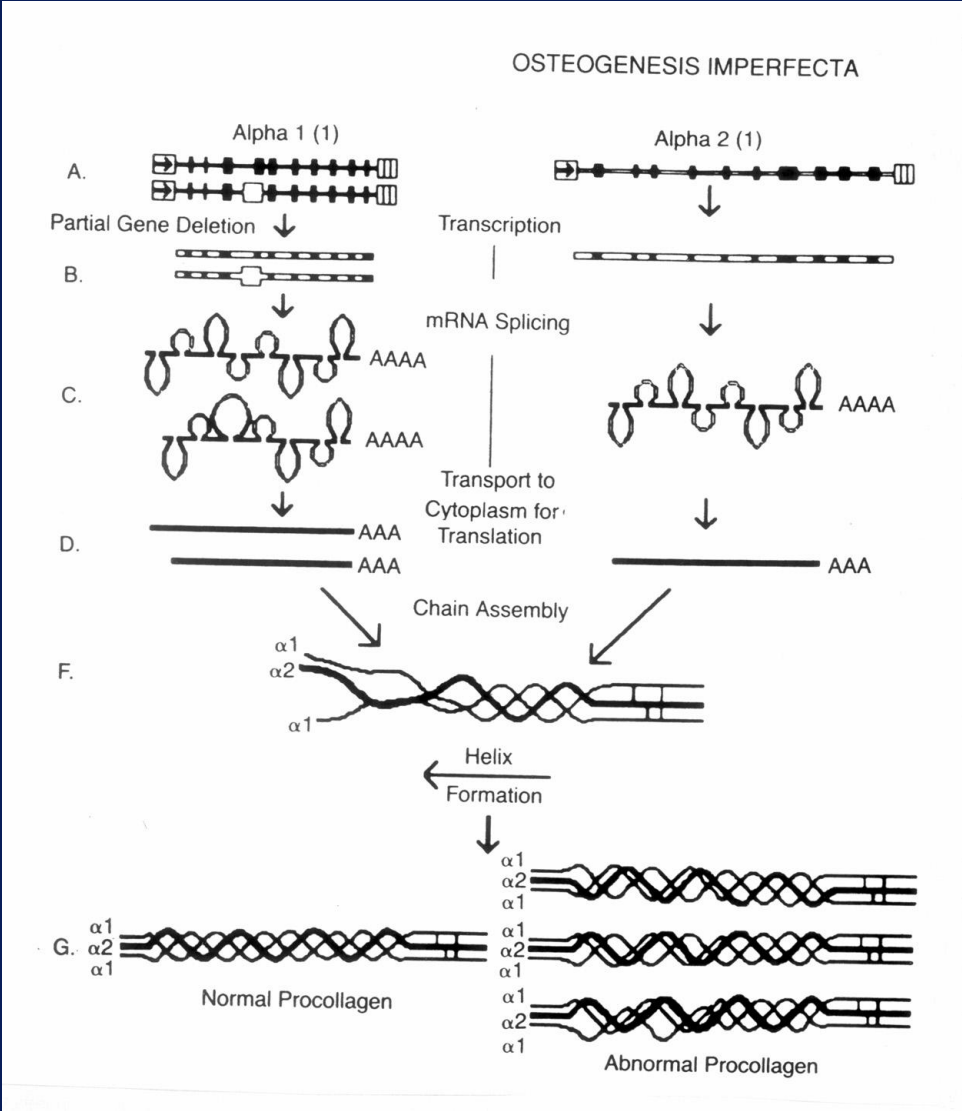 OSTEOGENESIS IMPERFECTA
Alpha 1 (1)
Alpha 2 (1)
A.
Partial Gene Deletion
Transcription
B.
mRNA Splicing
AAAA
C.
AAAA
AAAA
Transport to
Cytoplasm for
Translation
D.
AAA
AAA
AAA
Chain Assembly
F.
α1
α2
α1
Helix
Formation
α1
α2
α1
G.
α1
α2
α1
Normal Procollagen
α1
α2
α1
α1
α2
α1
Abnormal Procollagen